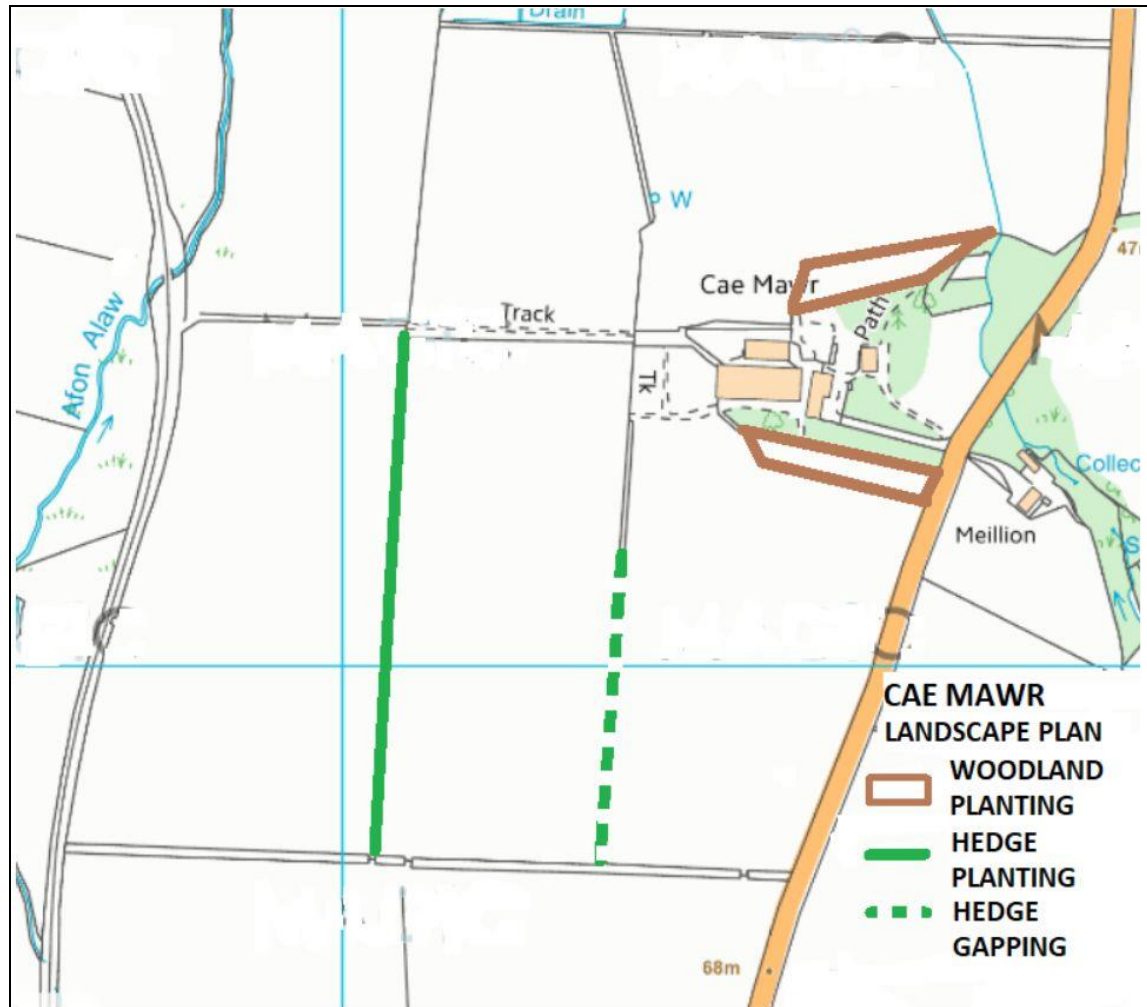 Drain
W
47
Cae Mawr
Track
Path
Tk
Afon Alaw
Collec
Meillion
S
CAE MAWR
LANDSCAPE PLAN
WOODLAND
PLANTING
HEDGE
PLANTING
HEDGE
GAPPING
68m